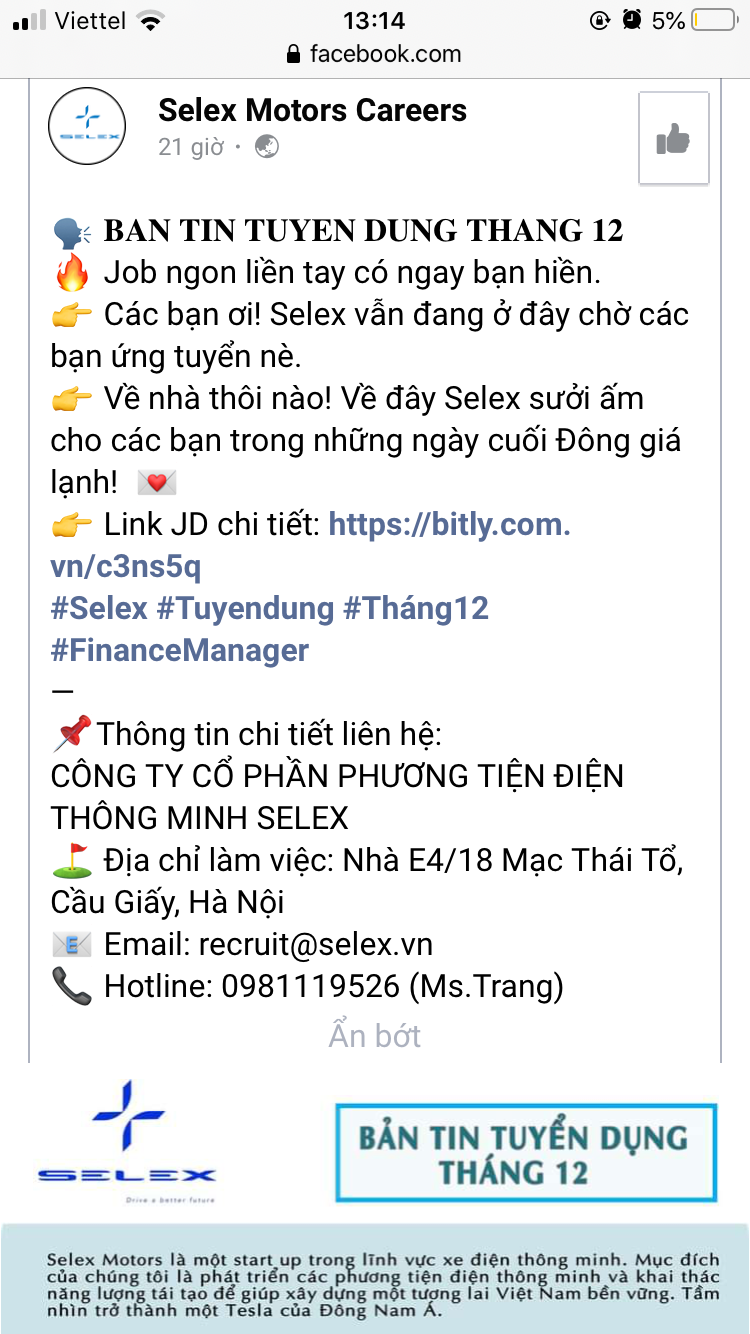 Viettel 13:14 5%
facebook.com
Selex Motors Careers
21 giờ ·
SELEX
🗣 BAN TIN TUYEN DUNG THANG 12
🔥 Job ngon liền tay có ngay bạn hiền.
👉 Các bạn ơi! Selex vẫn đang ở đây chờ các
bạn ứng tuyển nè.
👉 Về nhà thôi nào! Về đây Selex sưởi ấm
cho các bạn trong những ngày cuối Đông giá
lạnh! 💌
👉 Link JD chi tiết: https://bitly.com.
vn/c3ns5q
#Selex #Tuyendung #Tháng12
#FinanceManager
—
📌Thông tin chi tiết liên hệ:
CÔNG TY CỔ PHẦN PHƯƠNG TIỆN ĐIỆN
THÔNG MINH SELEX
⛳ Địa chỉ làm việc: Nhà E4/18 Mạc Thái Tổ,
Cầu Giấy, Hà Nội
📧 Email: recruit@selex.vn
📞 Hotline: 0981119526 (Ms.Trang)
Ẩn bớt
SELEX
Drive a better future
BẢN TIN TUYỂN DỤNG
THÁNG 12
Selex Motors là một start up trong lĩnh vực xe điện thông minh. Mục đích
của chúng tôi là phát triển các phương tiện điện thông minh và khai thác
năng lượng tái tạo để giúp xây dựng một tương lai Việt Nam bền vững. Tầm
nhìn trở thành một Tesla của Đông Nam Á.